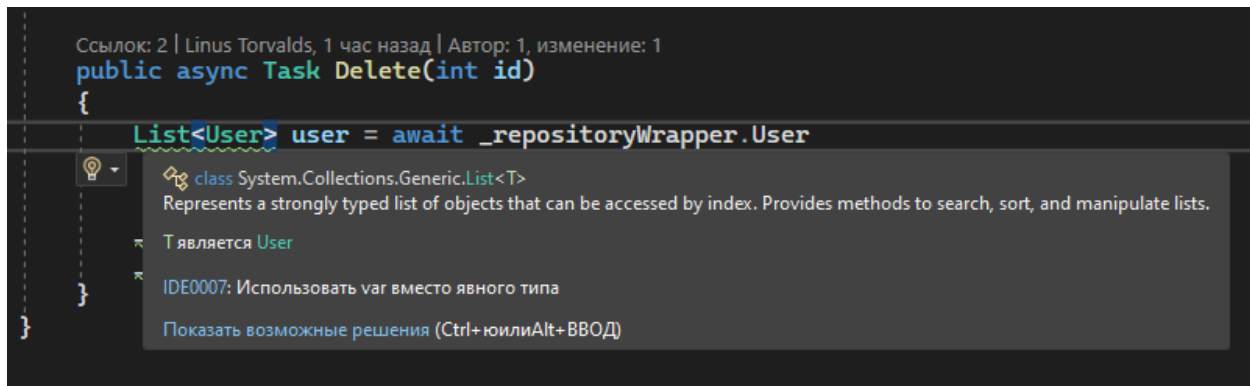 Ссылок: 2 | Linus Torvalds, 1 час назад | Автор: 1, изменение: 1
public async Task Delete(int id)
{
List<User> user = await _repositoryWrapper.User
class System.Collections.Generic.List<T>
Represents a strongly typed list of objects that can be accessed by index. Provides methods to search, sort, and manipulate lists.
T является User
IDE0007: Использовать var вместо явного типа
Показать возможные решения (Ctrl+юилиAlt+ВВОД)
}
}